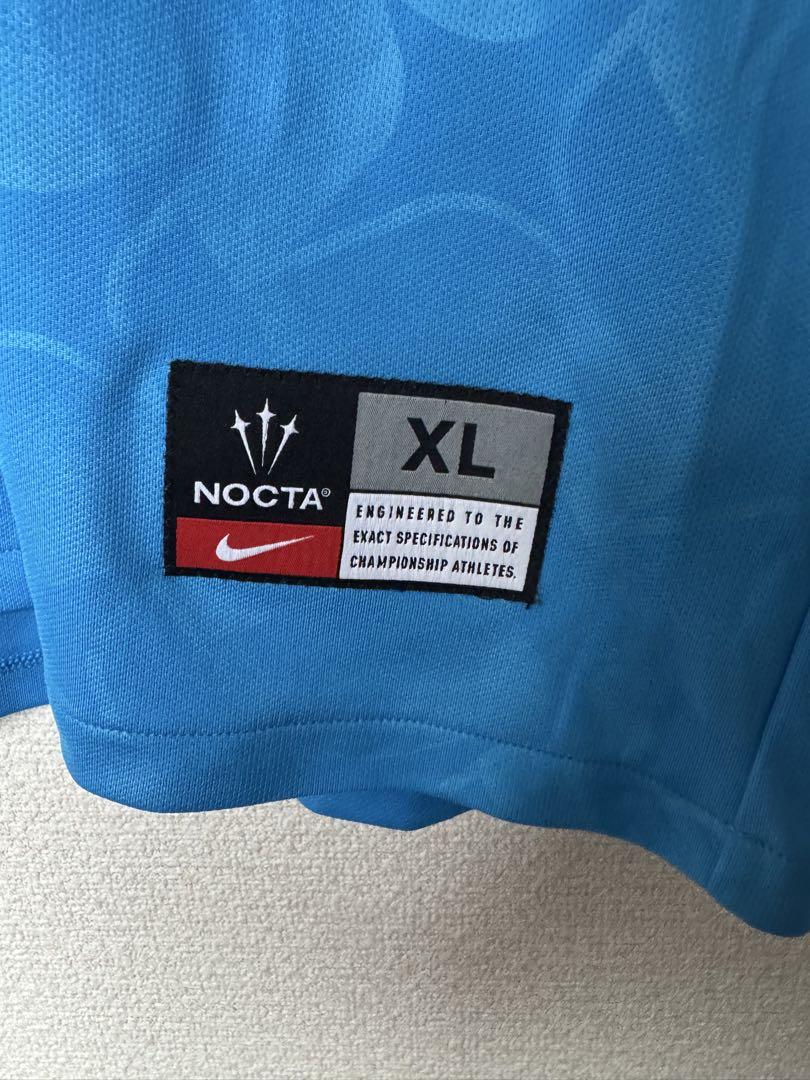 NOCTA®
XL
ENGINEERED TO THE
EXACT SPECIFICATIONS OF
CHAMPIONSHIP ATHLETES.